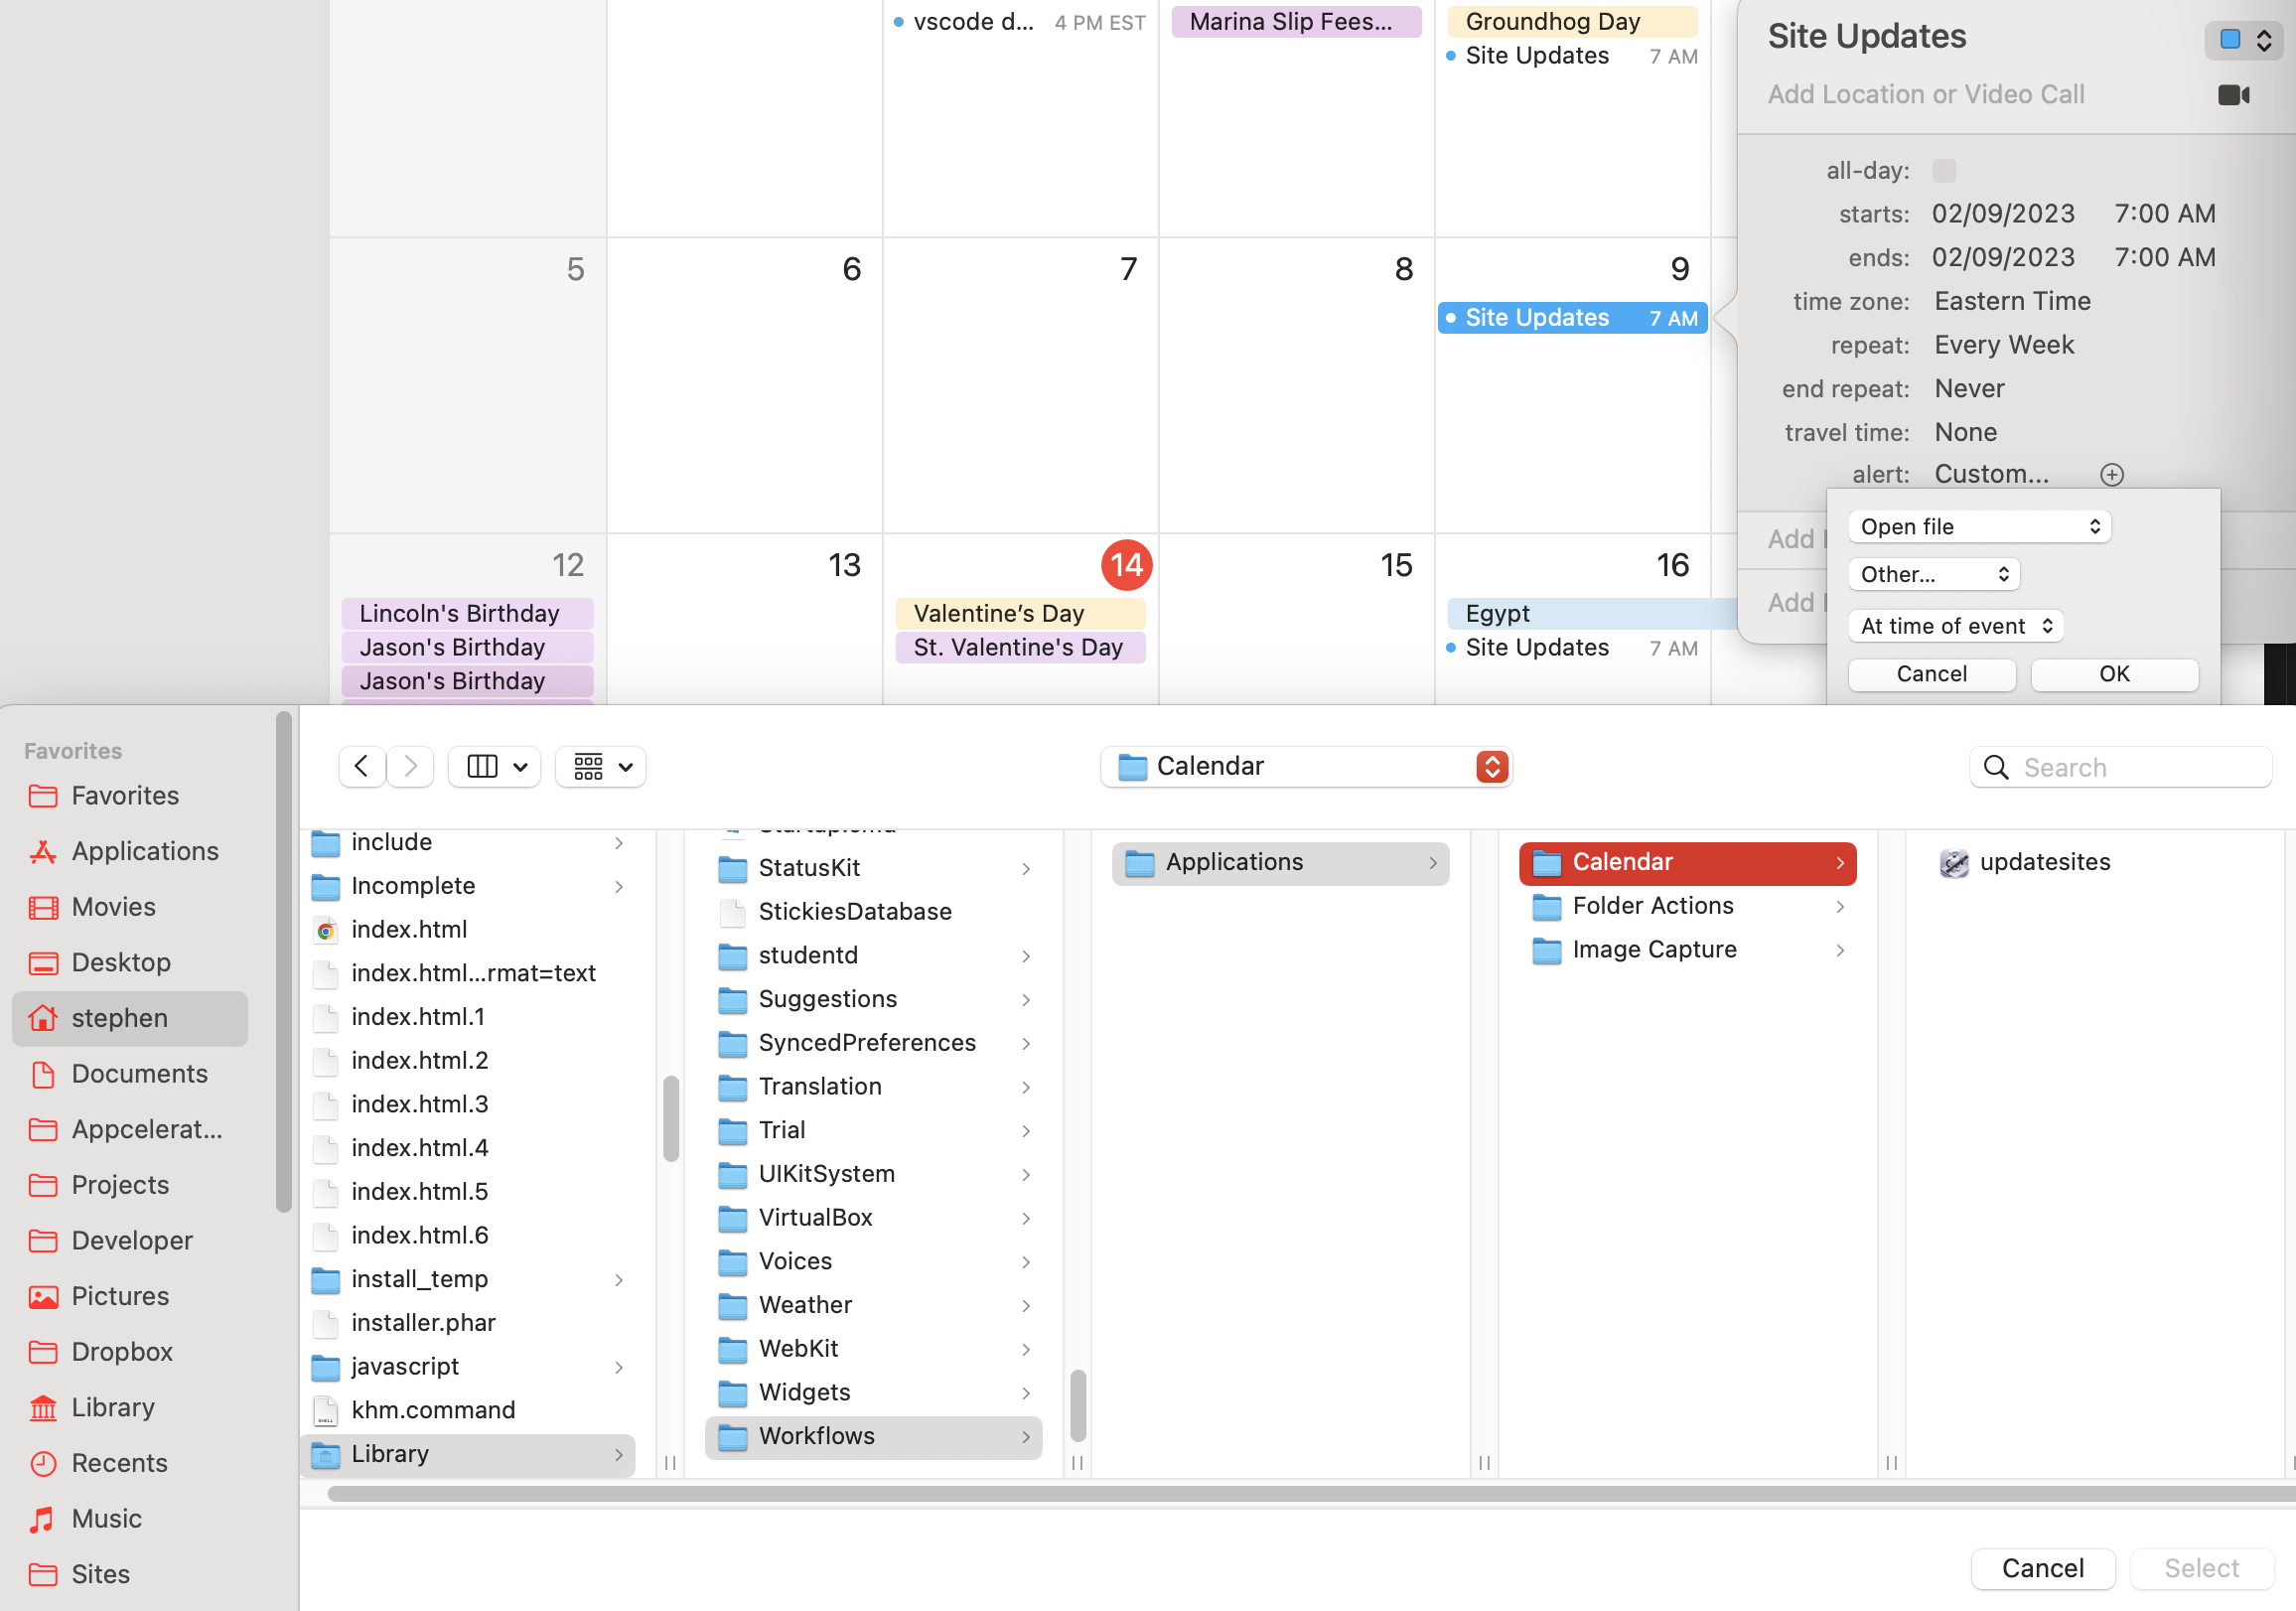 vscode d... 4 PM EST
Marina Slip Fees...
Groundhog Day
Site Updates 7 AM
5
6
7
8
9
Site Updates 7 AM
12
Lincoln's Birthday
Jason's Birthday
Jason's Birthday
13
14
Valentine’s Day
St. Valentine's Day
15
16
Egypt
Site Updates 7 AM
Site Updates
Add Location or Video Call
all-day:
starts: 02/09/2023 7:00 AM
ends: 02/09/2023 7:00 AM
time zone: Eastern Time
repeat: Every Week
end repeat: Never
travel time: None
alert: Custom...
Add
Add
Open file
Other...
At time of event
Cancel OK
Favorites
Favorites
Applications
Movies
Desktop
stephen
Documents
Appcelerat...
Projects
Developer
Pictures
Dropbox
Library
Recents
Music
Sites
Calendar
Search
include
Incomplete
index.html
index.html...rmat=text
index.html.1
index.html.2
index.html.3
index.html.4
index.html.5
index.html.6
install_temp
installer.phar
javascript
khm.command
Library
StatusKit
StickiesDatabase
studentd
Suggestions
SyncedPreferences
Translation
Trial
UIKitSystem
VirtualBox
Voices
Weather
WebKit
Widgets
Workflows
Applications
Calendar
Folder Actions
Image Capture
updatesites
Cancel Select